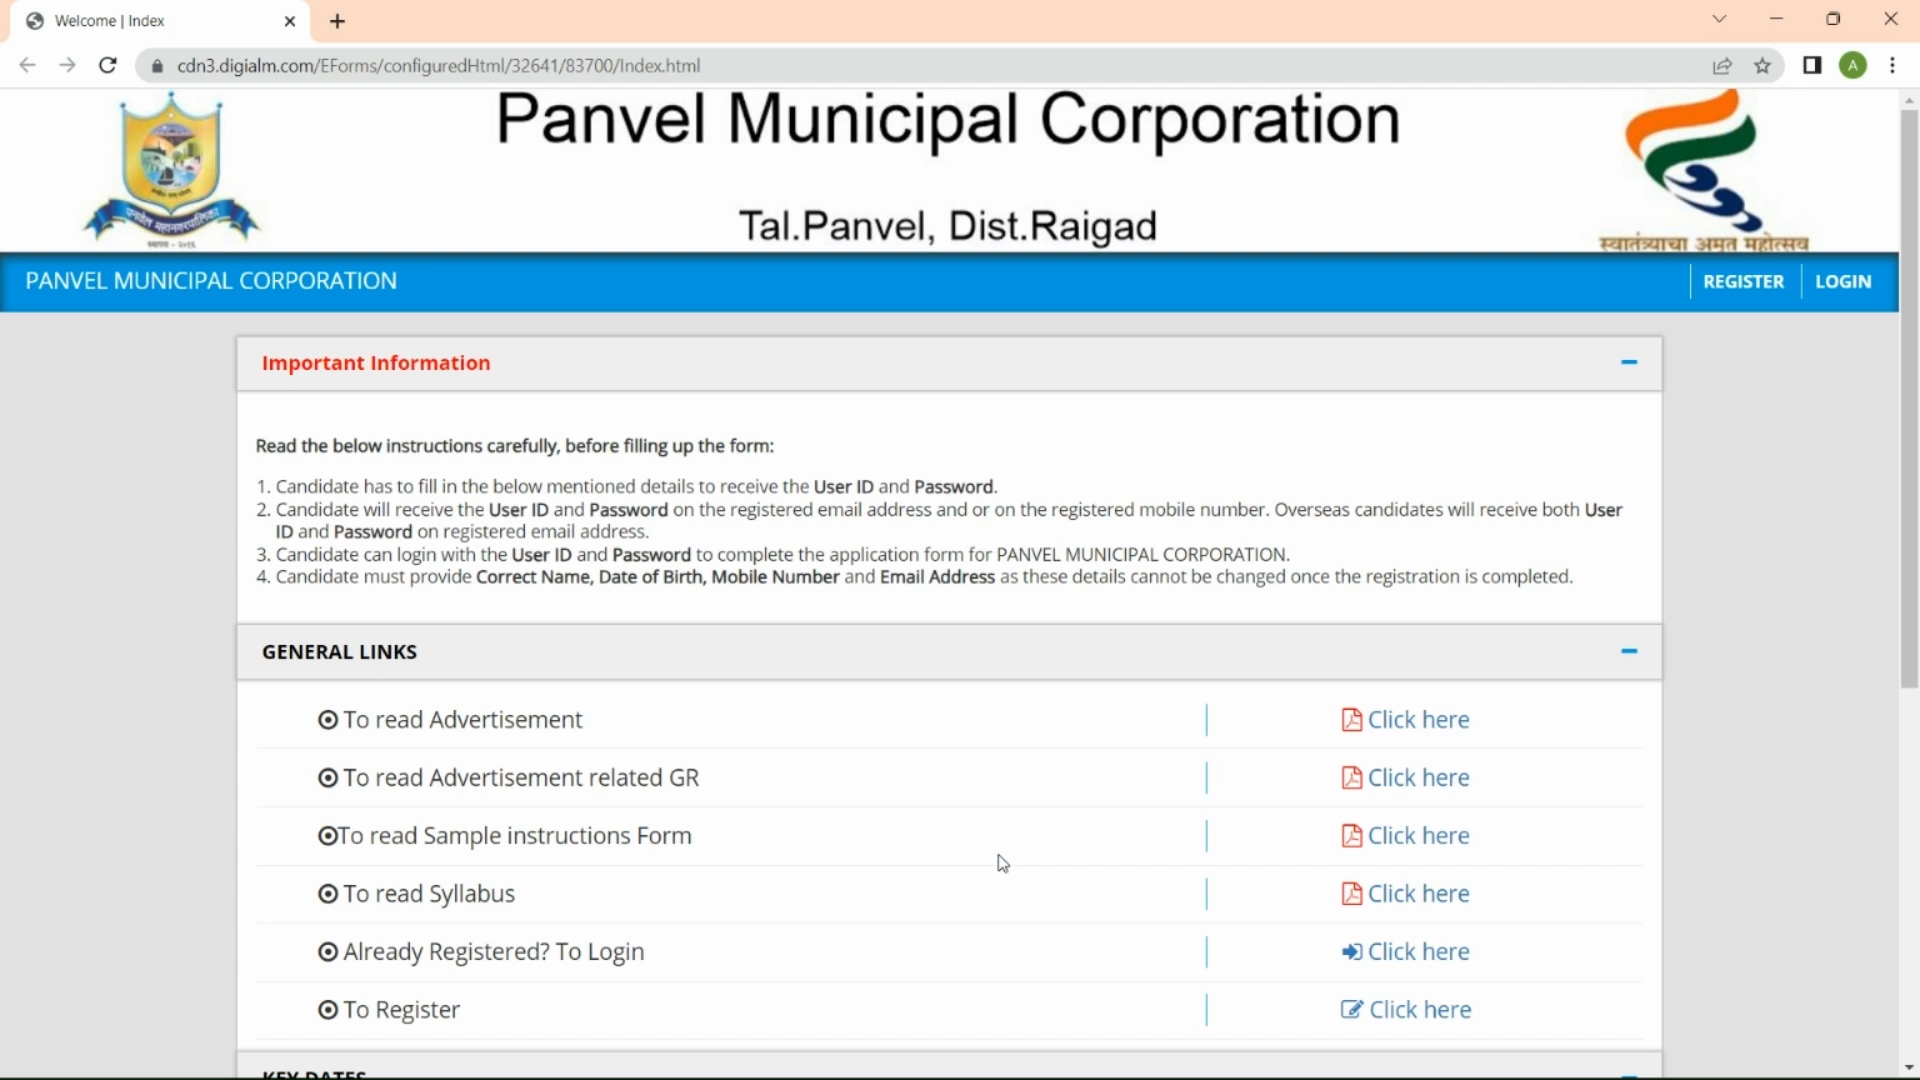 Welcome | Index
cdn3.digialm.com/EForms/configuredHtml/32641/83700/Index.html
A
Panvel Municipal Corporation
Tal.Panvel, Dist.Raigad
पनवेल महानगरपालिका
स्वातंत्र्याचा अमृत महोत्सव
PANVEL MUNICIPAL CORPORATION
REGISTER
LOGIN
Important Information
Read the below instructions carefully, before filling up the form:
1. Candidate has to fill in the below mentioned details to receive the User ID and Password.
2. Candidate will receive the User ID and Password on the registered email address and or on the registered mobile number. Overseas candidates will receive both User
ID and Password on registered email address.
3. Candidate can login with the User ID and Password to complete the application form for PANVEL MUNICIPAL CORPORATION.
4. Candidate must provide Correct Name, Date of Birth, Mobile Number and Email Address as these details cannot be changed once the registration is completed.
GENERAL LINKS
To read Advertisement Click here
To read Advertisement related GR Click here
To read Sample instructions Form Click here
To read Syllabus Click here
Already Registered? To Login Click here
To Register Click here
KEY DATES